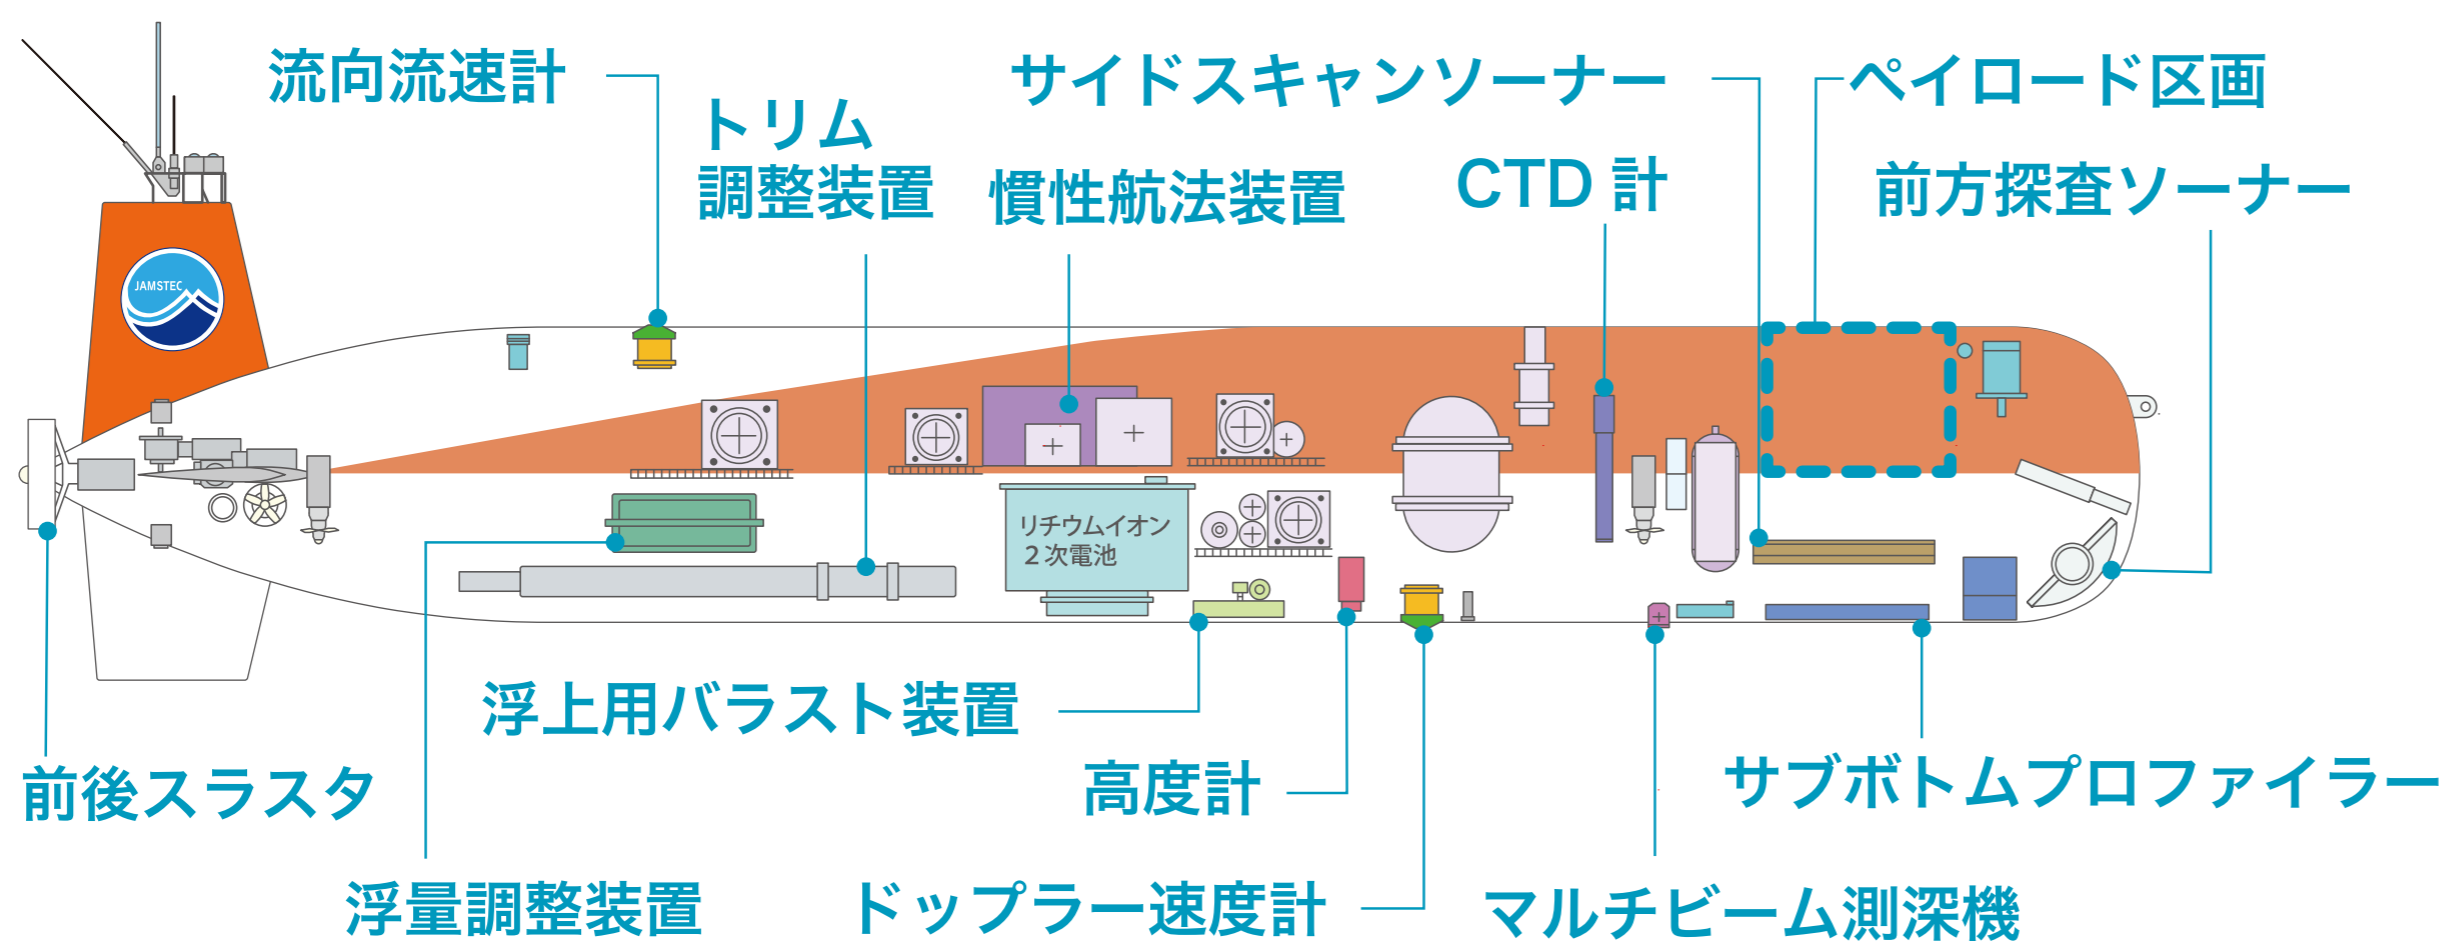 流向流速計
トリム
調整装置
サイドスキャンソーナー
慣性航法装置
CTD 計
ペイロード区画
前方探査ソーナー
JAMSTEC
リチウムイオン
2次電池
浮上用バラスト装置
高度計
前後スラスタ
サブボトムプロファイラー
浮量調整装置
ドップラー速度計
マルチビーム測深機